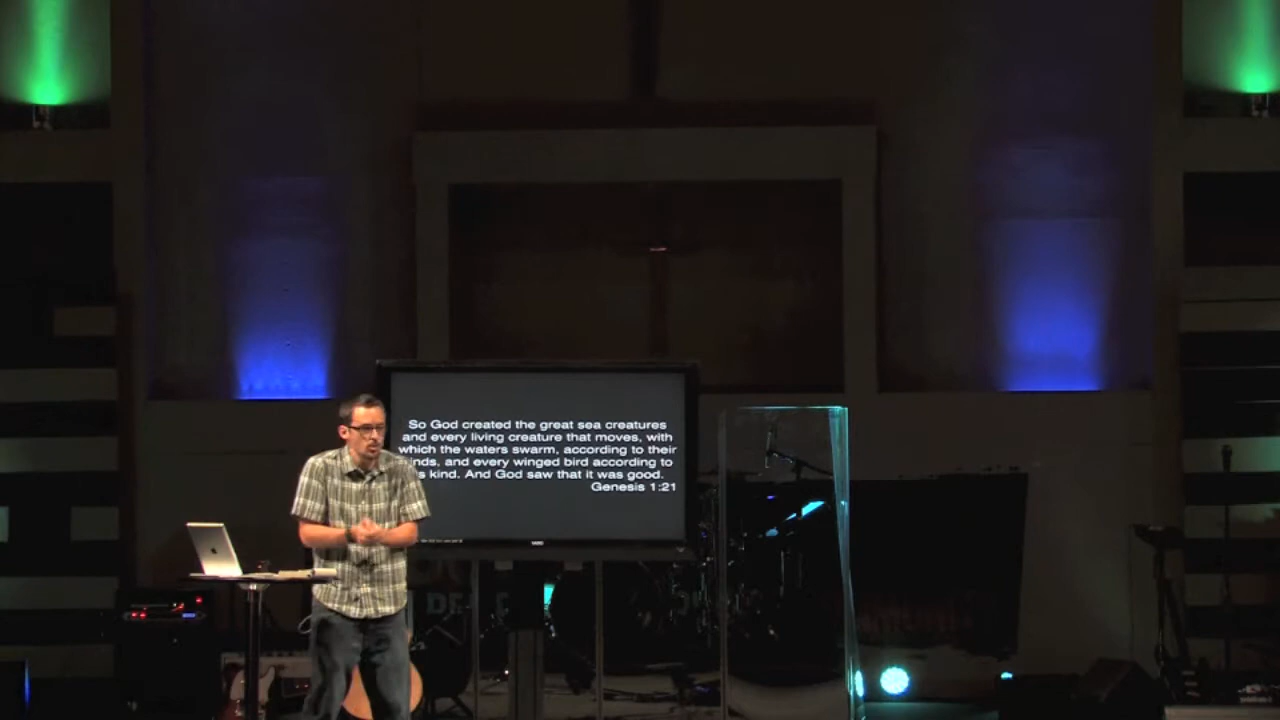 So God created the great sea creatures
and every living creature that moves, with
which the waters swarm, according to their
inds, and every winged bird according to
s kind. And God saw that it was good.
Genesis 1:21